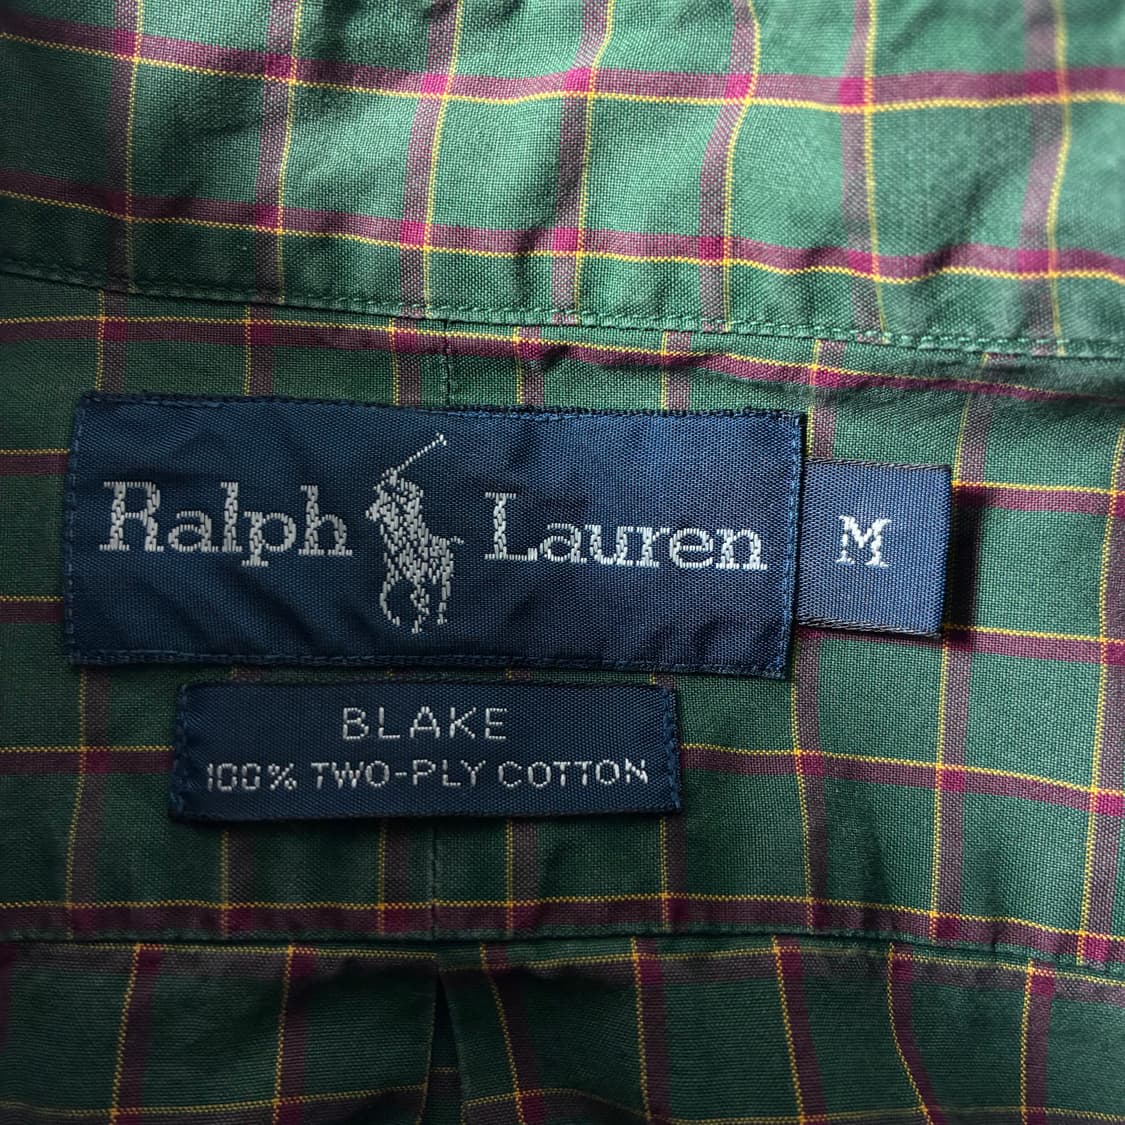 Ralph Lauren
M
BLAKE
100% TWO-PLY COTTON